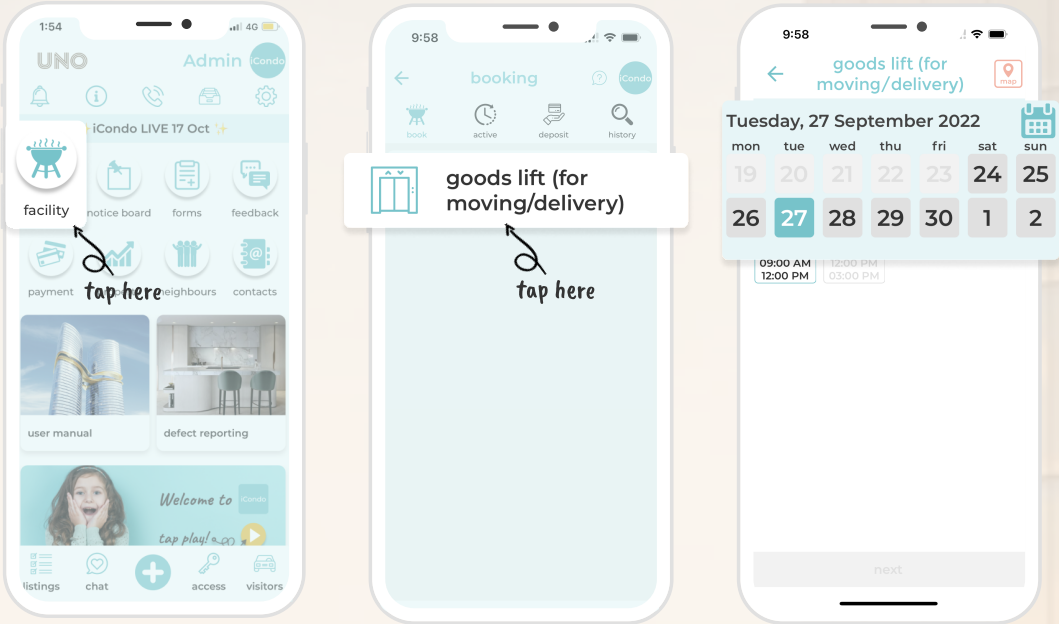 1:54
4G
UNO
Admin
iCondo
iCondo LIVE 17 Oct
facility
notice board
forms
feedback
payment
neighbours
contacts
tap here
user manual
defect reporting
Welcome to
iCondo
tap play!
listings
chat
access
visitors
9:58
booking
iCondo
book
active
deposit
history
goods lift (for
moving/delivery)
tap here
9:58
goods lift (for
moving/delivery)
map
Tuesday, 27 September 2022
mon tue wed thu fri sat sun
19 20 21 22 23 24 25
26 27 28 29 30 1 2
09:00 AM 12:00 PM
12:00 PM 03:00 PM
next